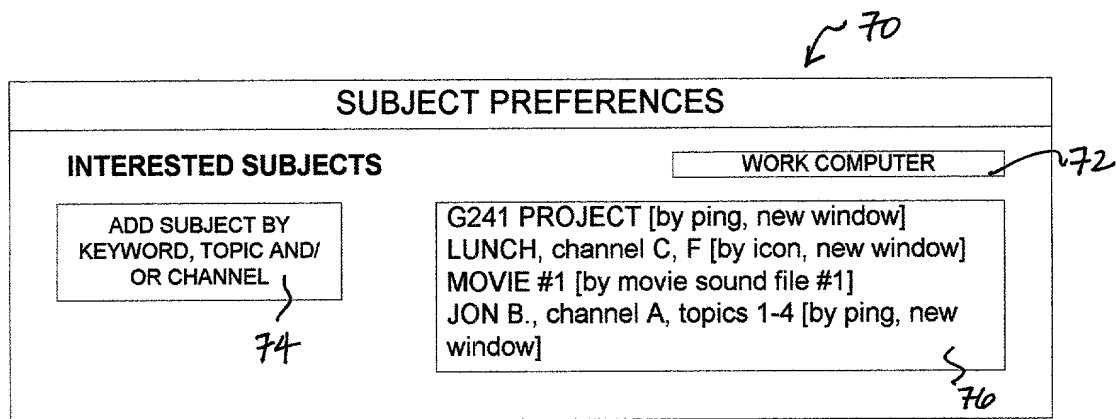 70
SUBJECT PREFERENCES
INTERESTED SUBJECTS
WORK COMPUTER
72
ADD SUBJECT BY
KEYWORD, TOPIC AND/
OR CHANNEL
74
G241 PROJECT [by ping, new window]
LUNCH, channel C, F [by icon, new window]
MOVIE #1 [by movie sound file #1]
JON B., channel A, topics 1-4 [by ping, new
window]
76